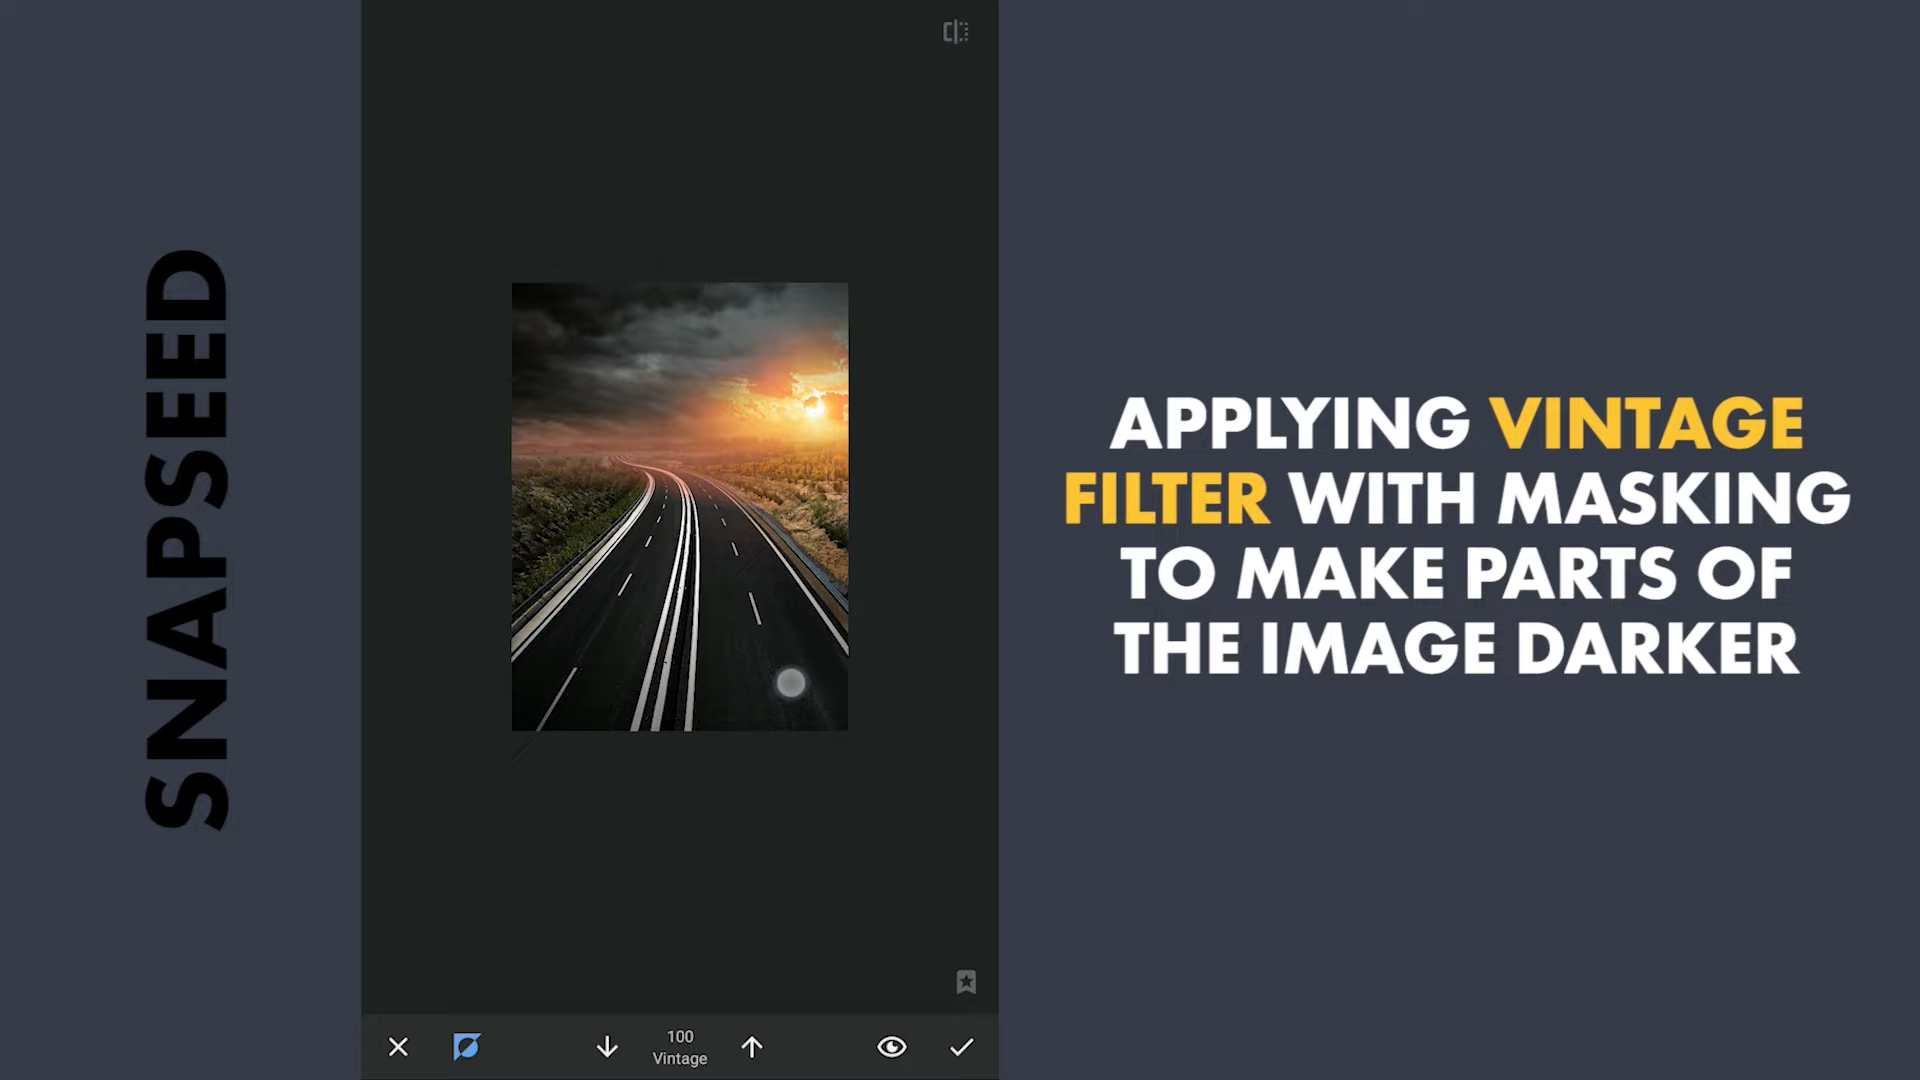 SNAPSEED
100
Vintage
APPLYING VINTAGE
FILTER WITH MASKING
TO MAKE PARTS OF
THE IMAGE DARKER